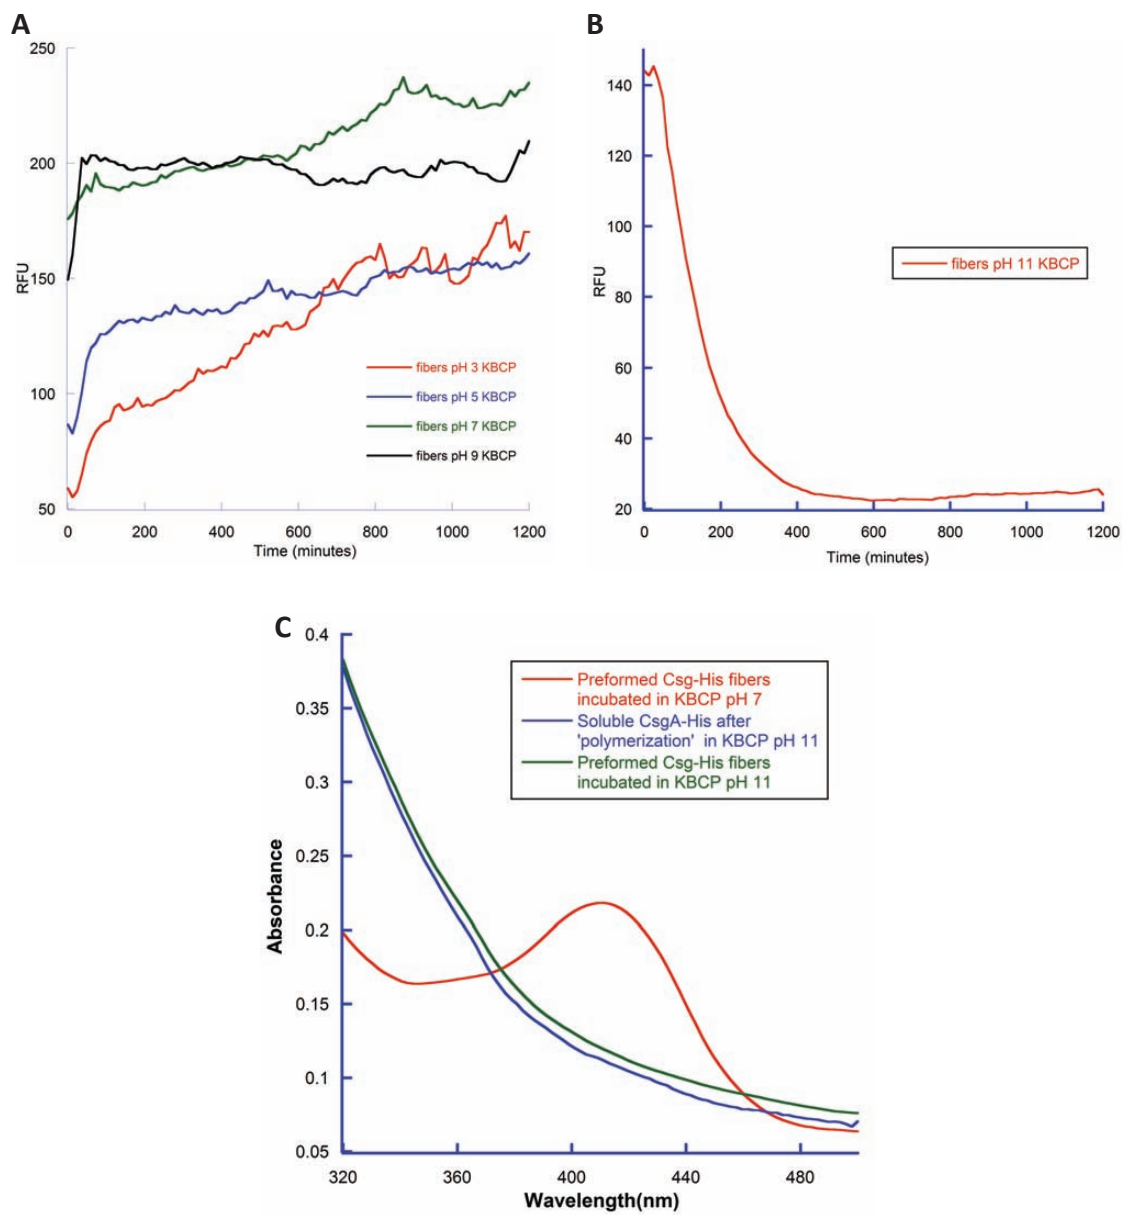 A
250
200
150
100
50
RFU
fibers pH 3 KBCP
fibers pH 5 KBCP
fibers pH 7 KBCP
fibers pH 9 KBCP
0 200 400 600 800 1000 1200
Time (minutes)
B
140
120
100
80
60
40
20
RFU
fibers pH 11 KBCP
0 200 400 600 800 1000 1200
Time (minutes)
C
0.4
0.35
0.3
0.25
0.2
0.15
0.1
0.05
Absorbance
Preformed Csg-His fibers
incubated in KBCP pH 7
Soluble CsgA-His after
'polymerization' in KBCP pH 11
Preformed Csg-His fibers
incubated in KBCP pH 11
320 360 400 440 480
Wavelength(nm)